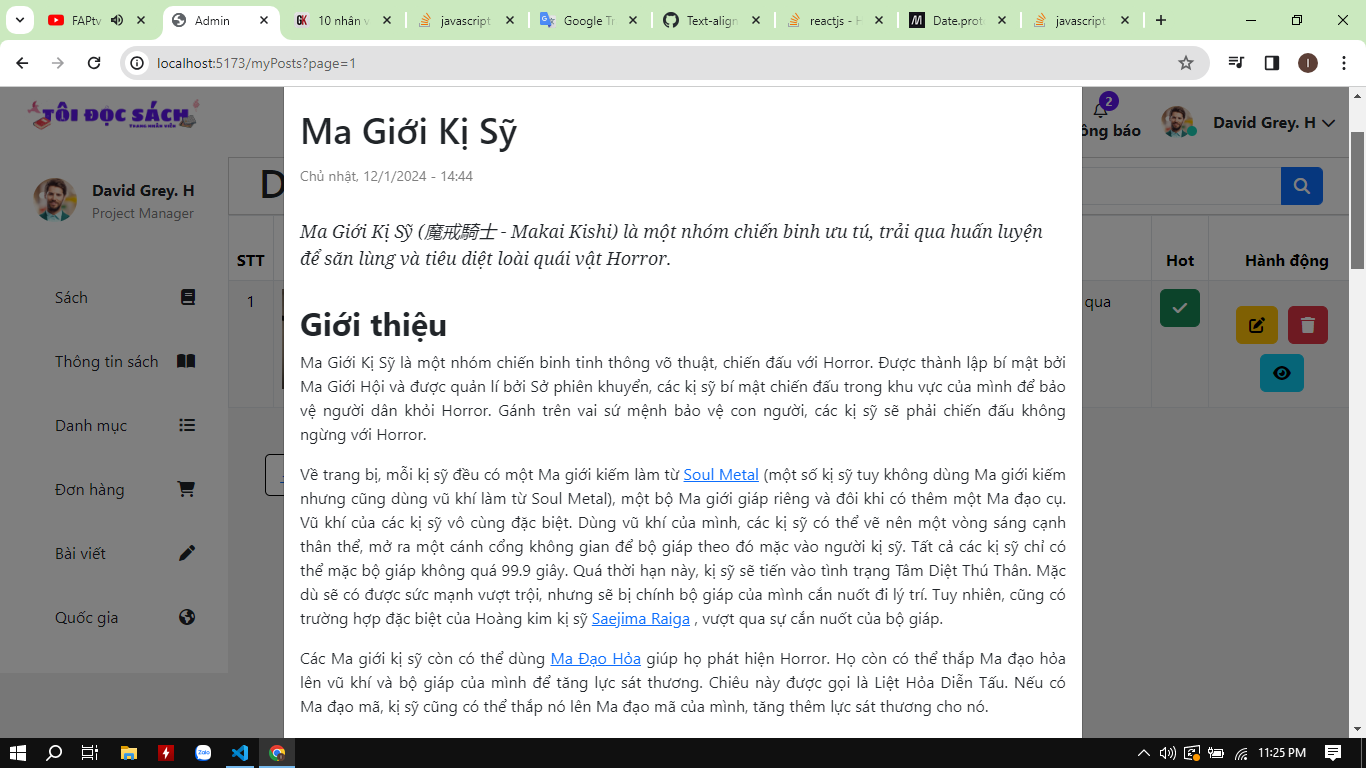 FAPtv
Admin
10 nhân v
javascript
Google Tr
Text-align
reactjs - H
Date.prot
javascript
localhost:5173/myPosts?page=1
TÔI ĐỌC SÁCH
TRANG NHÂN VIÊN
2
ông báo
David Grey. H
David Grey. H
Project Manager
Sách
Thông tin sách
Danh mục
Đơn hàng
Bài viết
Quốc gia
D
STT
Hot
Hành động
1
qua
Ma Giới Kị Sỹ
Chủ nhật, 12/1/2024 - 14:44
Ma Giới Kị Sỹ (魔戒騎士 - Makai Kishi) là một nhóm chiến binh ưu tú, trải qua huấn luyện
để săn lùng và tiêu diệt loài quái vật Horror.
Giới thiệu
Ma Giới Kị Sỹ là một nhóm chiến binh tinh thông võ thuật, chiến đấu với Horror. Được thành lập bí mật bởi
Ma Giới Hội và được quản lí bởi Sở phiên khuyển, các kị sỹ bí mật chiến đấu trong khu vực của mình để bảo
vệ người dân khỏi Horror. Gánh trên vai sứ mệnh bảo vệ con người, các kị sỹ sẽ phải chiến đấu không
ngừng với Horror.
Về trang bị, mỗi kị sỹ đều có một Ma giới kiếm làm từ Soul Metal (một số kị sỹ tuy không dùng Ma giới kiếm
nhưng cũng dùng vũ khí làm từ Soul Metal), một bộ Ma giới giáp riêng và đôi khi có thêm một Ma đạo cụ.
Vũ khí của các kị sỹ vô cùng đặc biệt. Dùng vũ khí của mình, các kị sỹ có thể vẽ nên một vòng sáng cạnh
thân thể, mở ra một cánh cổng không gian để bộ giáp theo đó mặc vào người kị sỹ. Tất cả các kị sỹ chỉ có
thể mặc bộ giáp không quá 99.9 giây. Quá thời hạn này, kị sỹ sẽ tiến vào tình trạng Tâm Diệt Thú Thân. Mặc
dù sẽ có được sức mạnh vượt trội, nhưng sẽ bị chính bộ giáp của mình cắn nuốt đi lý trí. Tuy nhiên, cũng có
trường hợp đặc biệt của Hoàng kim kị sỹ Saejima Raiga , vượt qua sự cắn nuốt của bộ giáp.
Các Ma giới kị sỹ còn có thể dùng Ma Đạo Hỏa giúp họ phát hiện Horror. Họ còn có thể thắp Ma đạo hỏa
lên vũ khí và bộ giáp của mình để tăng lực sát thương. Chiêu này được gọi là Liệt Hỏa Diễn Tấu. Nếu có
Ma đạo mã, kị sỹ cũng có thể thắp nó lên Ma đạo mã của mình, tăng thêm lực sát thương cho nó.
Zalo
11:25 PM